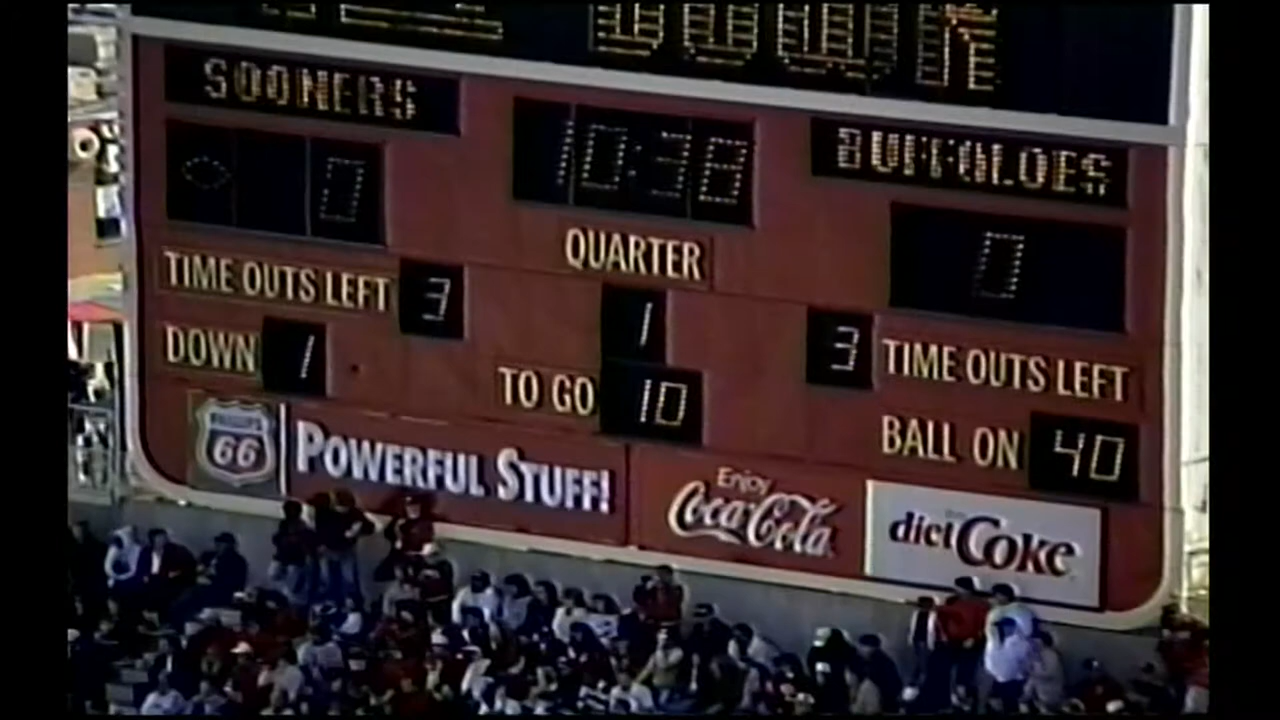 SOONERS
10:38
BUFFALOES
0
0
QUARTER
TIME OUTS LEFT 3
1
3 TIME OUTS LEFT
DOWN 1
TO GO 10
BALL ON 40
PHILLIPS 66
POWERFUL STUFF!
Enjoy
Coca-Cola
diet Coke